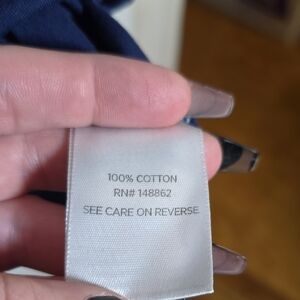 100% COTTON
RN# 148862
SEE CARE ON REVERSE